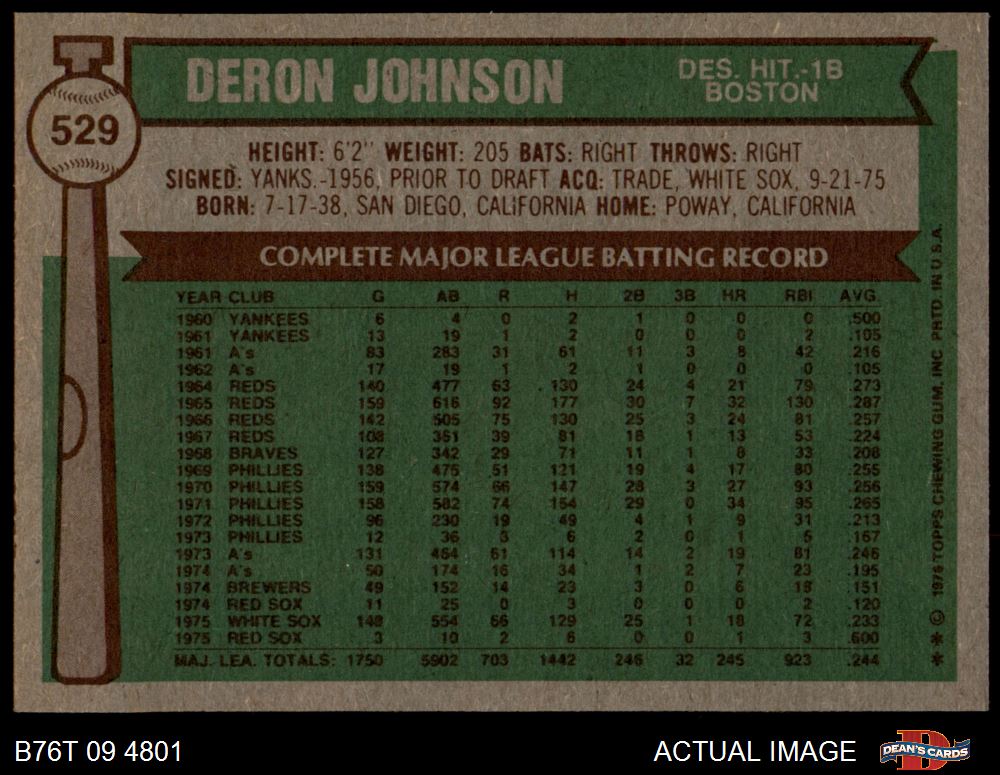 529
DERON JOHNSON
DES. HIT.-1B
BOSTON
HEIGHT: 6'2" WEIGHT: 205 BATS: RIGHT THROWS: RIGHT
SIGNED: YANKS.-1956, PRIOR TO DRAFT ACQ: TRADE, WHITE SOX, 9-21-75
BORN: 7-17-38, SAN DIEGO, CALIFORNIA HOME: POWAY, CALIFORNIA
COMPLETE MAJOR LEAGUE BATTING RECORD
YEAR CLUB G AB R H 2B 3B HR RBI AVG.
1960 YANKEES 6 4 0 2 1 0 0 0 .500
1961 YANKEES 13 19 1 2 0 0 0 2 .105
1961 A's 83 283 31 61 11 3 8 42 .216
1962 A's 17 19 1 2 1 0 0 0 .105
1964 REDS 140 477 63 130 24 4 21 79 .273
1965 REDS 159 616 92 177 30 7 32 130 .287
1966 REDS 142 505 75 130 25 3 24 81 .257
1967 REDS 108 361 39 81 18 1 13 53 .224
1968 BRAVES 127 342 29 71 11 1 8 33 .208
1969 PHILLIES 138 475 51 121 19 4 17 80 .255
1970 PHILLIES 159 574 66 147 28 3 27 93 .256
1971 PHILLIES 158 582 74 154 29 0 34 95 .265
1972 PHILLIES 96 230 19 49 4 1 9 31 .213
1973 PHILLIES 12 36 3 6 2 0 1 5 .167
1973 A's 131 464 61 114 14 2 19 81 .246
1974 A's 50 174 16 34 1 2 7 23 .195
1974 BREWERS 49 152 14 23 3 0 6 18 .151
1974 RED SOX 11 25 0 3 0 0 0 2 .120
1975 WHITE SOX 148 554 66 129 25 1 18 72 .233
1975 RED SOX 3 10 2 6 0 0 1 3 .600
MAJ. LEA. TOTALS: 1750 5902 703 1442 246 32 245 923 .244
* * © 1976 TOPPS CHEWING GUM, INC PRTD. IN U.S.A.
B76T 09 4801
ACTUAL IMAGE
D
DEAN'S CARDS